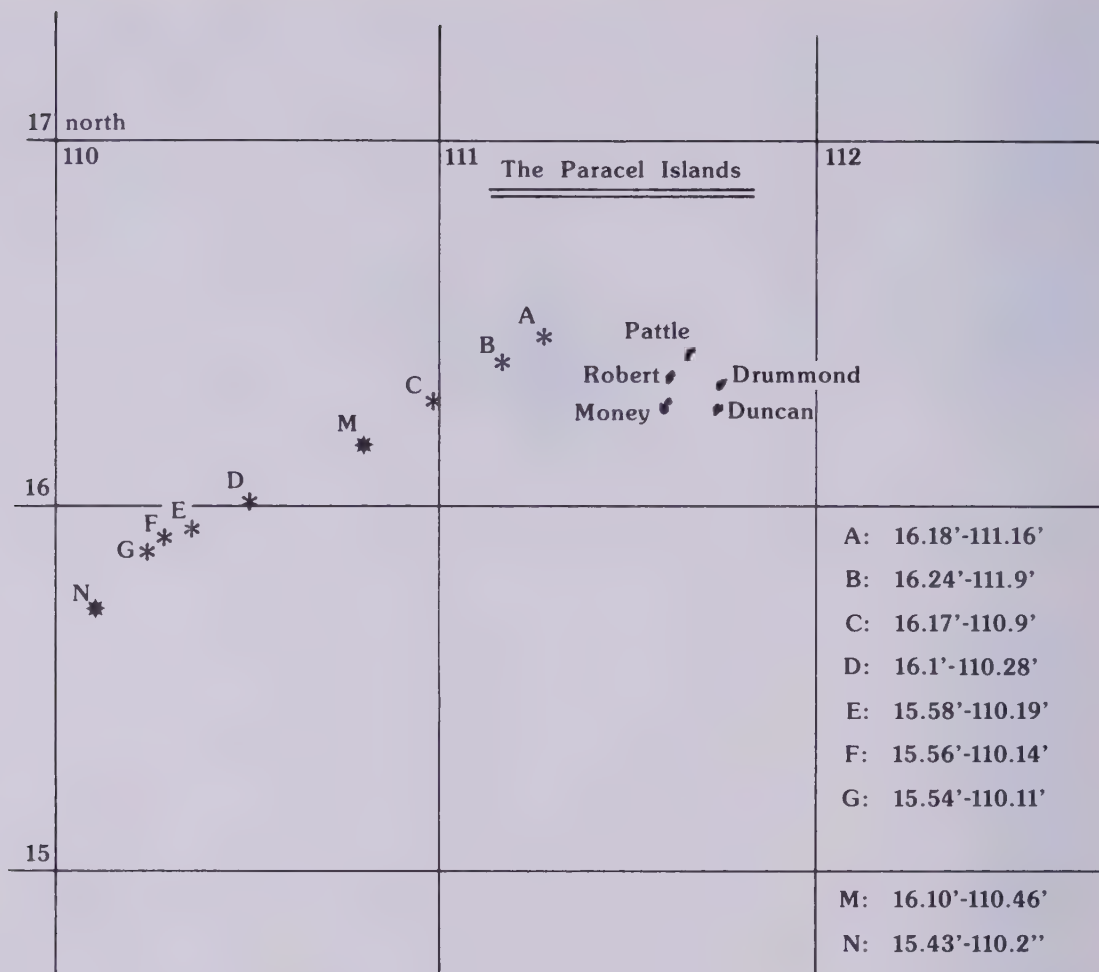 17 north
110
111
The Paracel Islands
112
A
Pattle
B
Robert
Drummond
C
Money
Duncan
M
16
D
E
F
G
N
A: 16.18'-111.16'
B: 16.24'-111.9'
C: 16.17'-110.9'
D: 16.1'-110.28'
E: 15.58'-110.19'
F: 15.56'-110.14'
G: 15.54'-110.11'
15
M: 16.10'-110.46'
N: 15.43'-110.2''